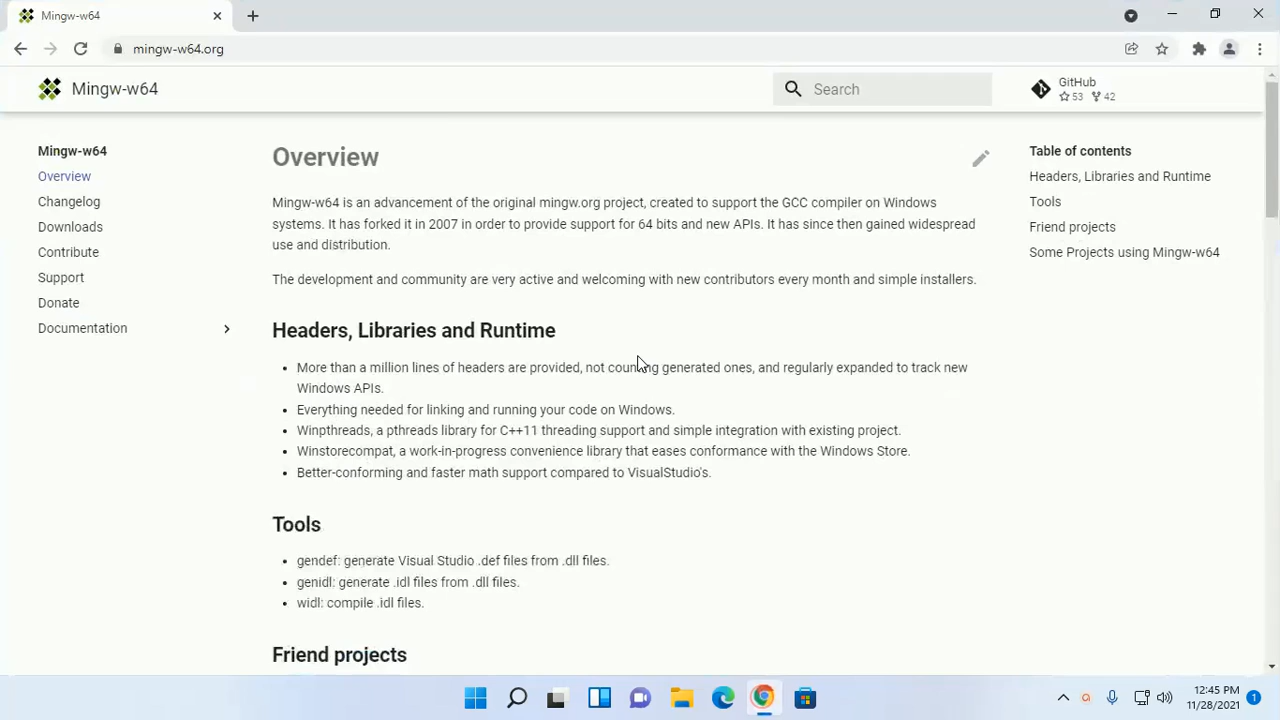 Mingw-w64
mingw-w64.org
Mingw-w64
Search
GitHub
53 42
Mingw-w64
Overview
Changelog
Downloads
Contribute
Support
Donate
Documentation
Overview
Mingw-w64 is an advancement of the original mingw.org project, created to support the GCC compiler on Windows
systems. It has forked it in 2007 in order to provide support for 64 bits and new APIs. It has since then gained widespread
use and distribution.
The development and community are very active and welcoming with new contributors every month and simple installers.
Headers, Libraries and Runtime
More than a million lines of headers are provided, not counting generated ones, and regularly expanded to track new
Windows APIs.
Everything needed for linking and running your code on Windows.
Winpthreads, a pthreads library for C++11 threading support and simple integration with existing project.
Winstorecompat, a work-in-progress convenience library that eases conformance with the Windows Store.
Better-conforming and faster math support compared to VisualStudio's.
Tools
gendef: generate Visual Studio .def files from .dll files.
genidl: generate .idl files from .dll files.
widl: compile .idl files.
Friend projects
Table of contents
Headers, Libraries and Runtime
Tools
Friend projects
Some Projects using Mingw-w64
12:45 PM
11/28/2021
1